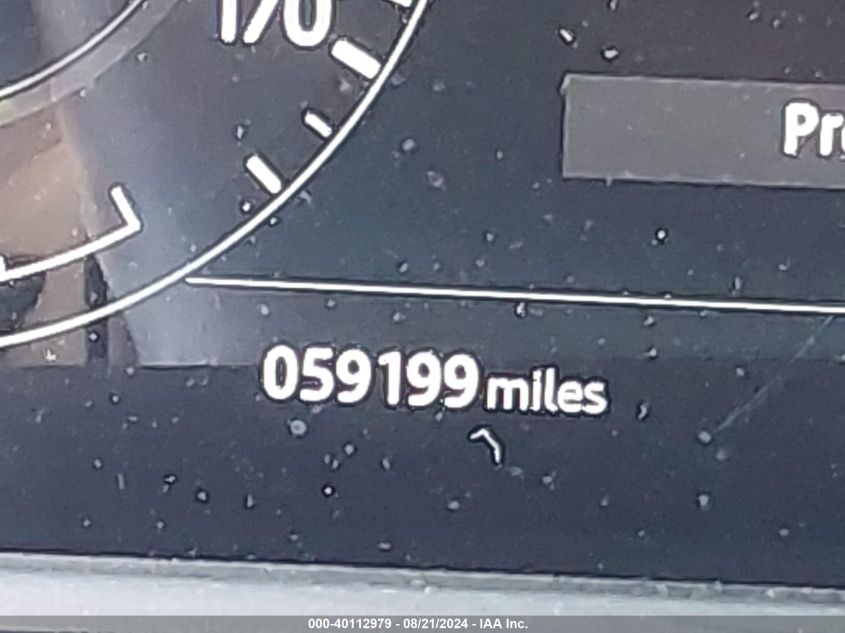 170
Pr
059199 miles
000-40112979 - 08/21/2024 - IAA Inc.